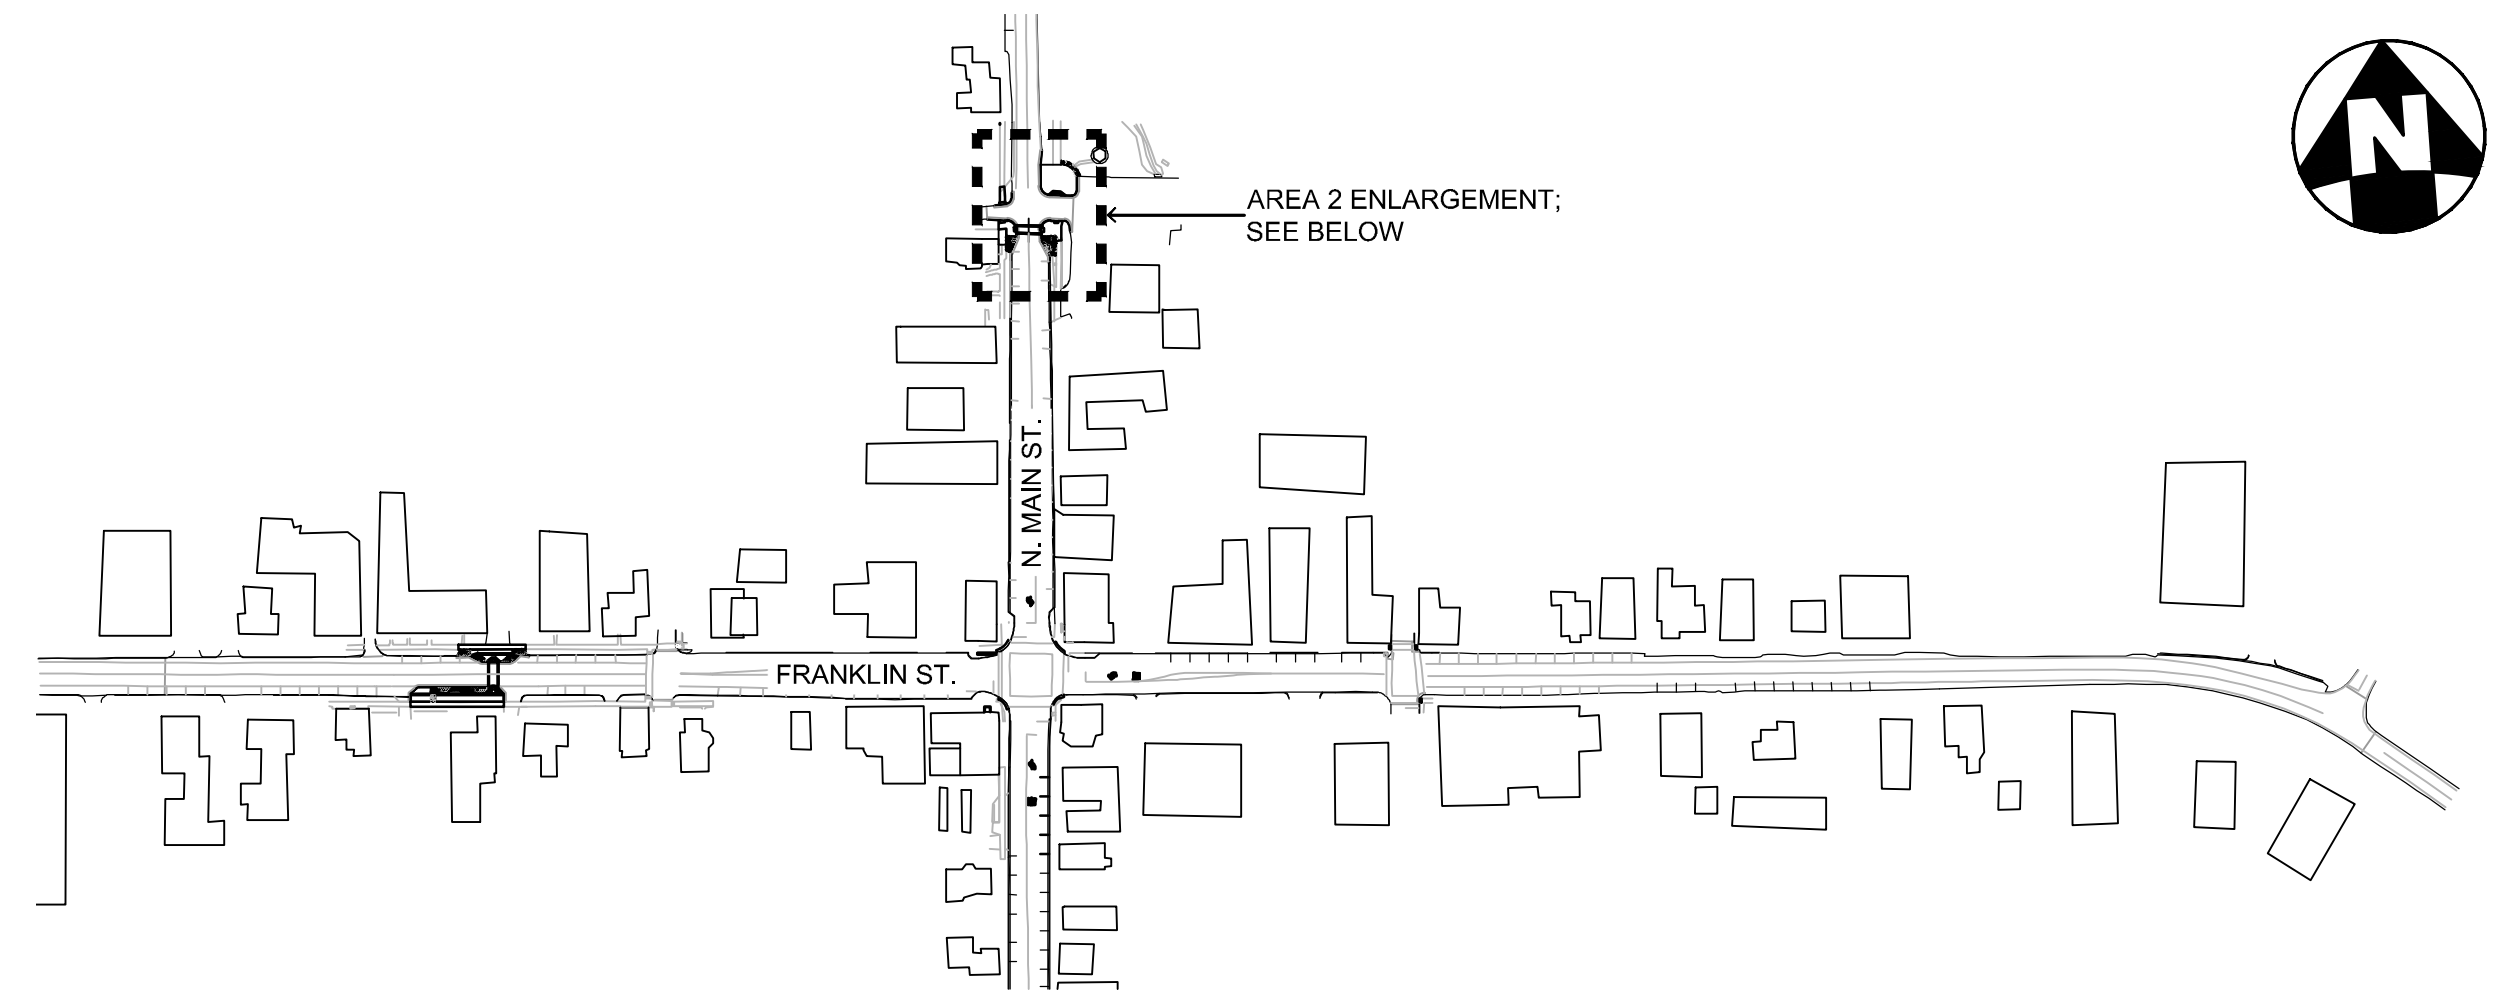 N
AREA 2 ENLARGEMENT;
SEE BELOW
N. MAIN ST.
FRANKLIN ST.